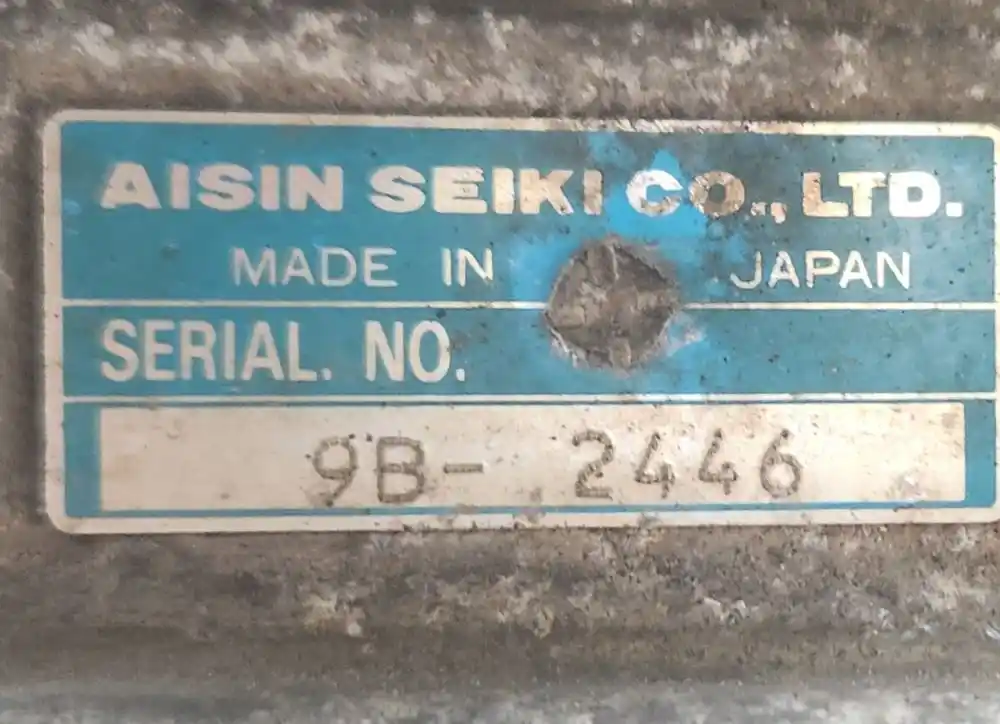 AISIN SEIKI CO., LTD.
MADE IN JAPAN
SERIAL. NO.
9B- 2446